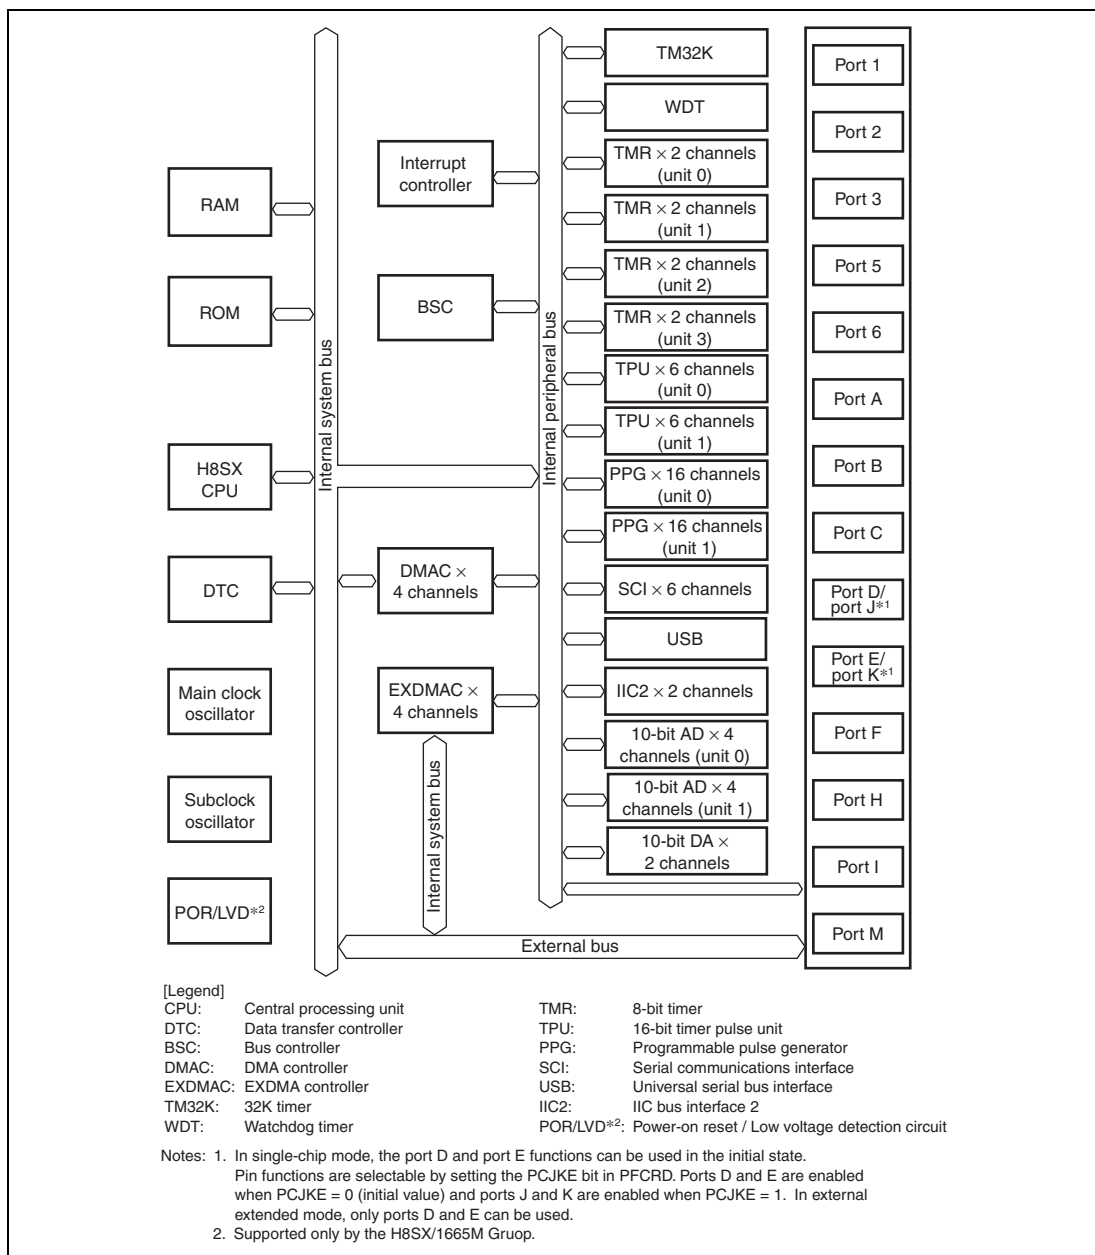 RAM
ROM
H8SX
CPU
DTC
Main clock
oscillator
Subclock
oscillator
POR/LVD*2
Internal system bus
Interrupt
controller
BSC
DMAC ×
4 channels
EXDMAC ×
4 channels
Internal system bus
Internal peripheral bus
TM32K
WDT
TMR × 2 channels
(unit 0)
TMR × 2 channels
(unit 1)
TMR × 2 channels
(unit 2)
TMR × 2 channels
(unit 3)
TPU × 6 channels
(unit 0)
TPU × 6 channels
(unit 1)
PPG × 16 channels
(unit 0)
PPG × 16 channels
(unit 1)
SCI × 6 channels
USB
IIC2 × 2 channels
10-bit AD × 4
channels (unit 0)
10-bit AD × 4
channels (unit 1)
10-bit DA ×
2 channels
External bus
Port 1
Port 2
Port 3
Port 5
Port 6
Port A
Port B
Port C
Port D/
port J*1
Port E/
port K*1
Port F
Port H
Port I
Port M
[Legend]
CPU: Central processing unit
DTC: Data transfer controller
BSC: Bus controller
DMAC: DMA controller
EXDMAC: EXDMA controller
TM32K: 32K timer
WDT: Watchdog timer
TMR: 8-bit timer
TPU: 16-bit timer pulse unit
PPG: Programmable pulse generator
SCI: Serial communications interface
USB: Universal serial bus interface
IIC2: IIC bus interface 2
POR/LVD*2: Power-on reset / Low voltage detection circuit
Notes: 1. In single-chip mode, the port D and port E functions can be used in the initial state.
Pin functions are selectable by setting the PCJKE bit in PFCRD. Ports D and E are enabled
when PCJKE = 0 (initial value) and ports J and K are enabled when PCJKE = 1. In external
extended mode, only ports D and E can be used.
2. Supported only by the H8SX/1665M Gruop.